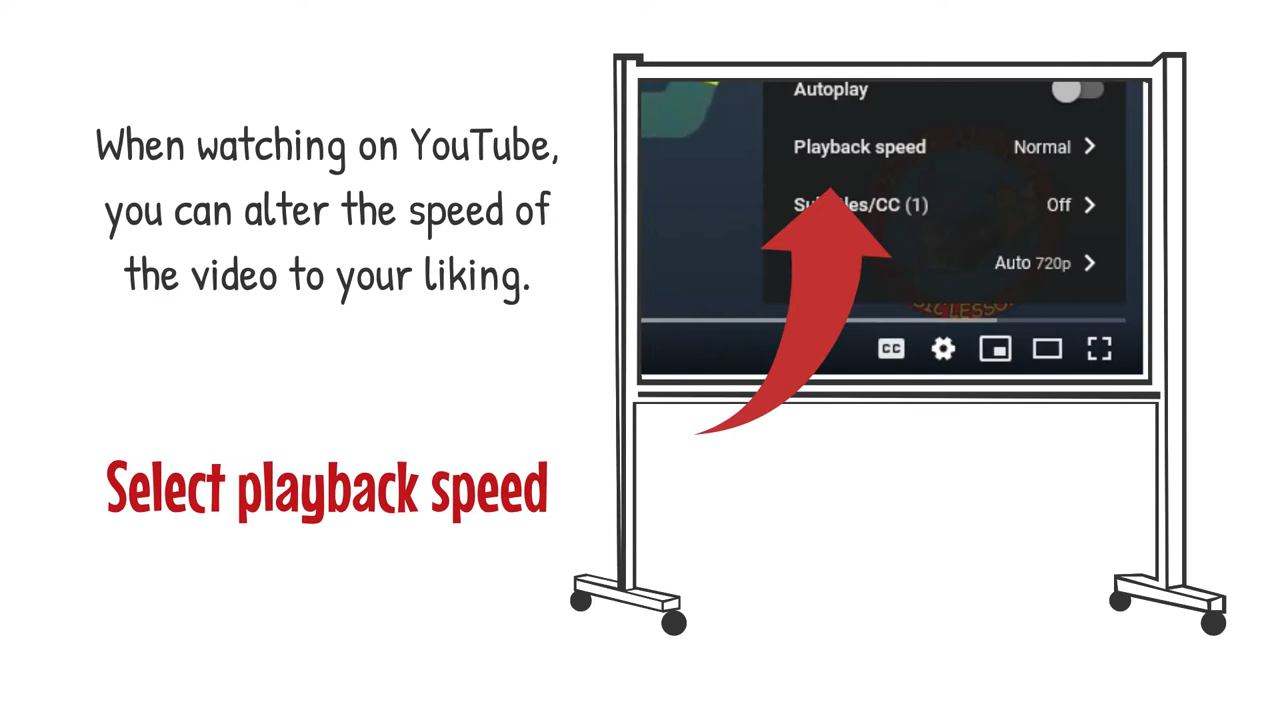 When watching on YouTube,
you can alter the speed of
the video to your liking.
Select playback speed
Autoplay
Playback speed Normal
(1) Off
Auto 720p
CC